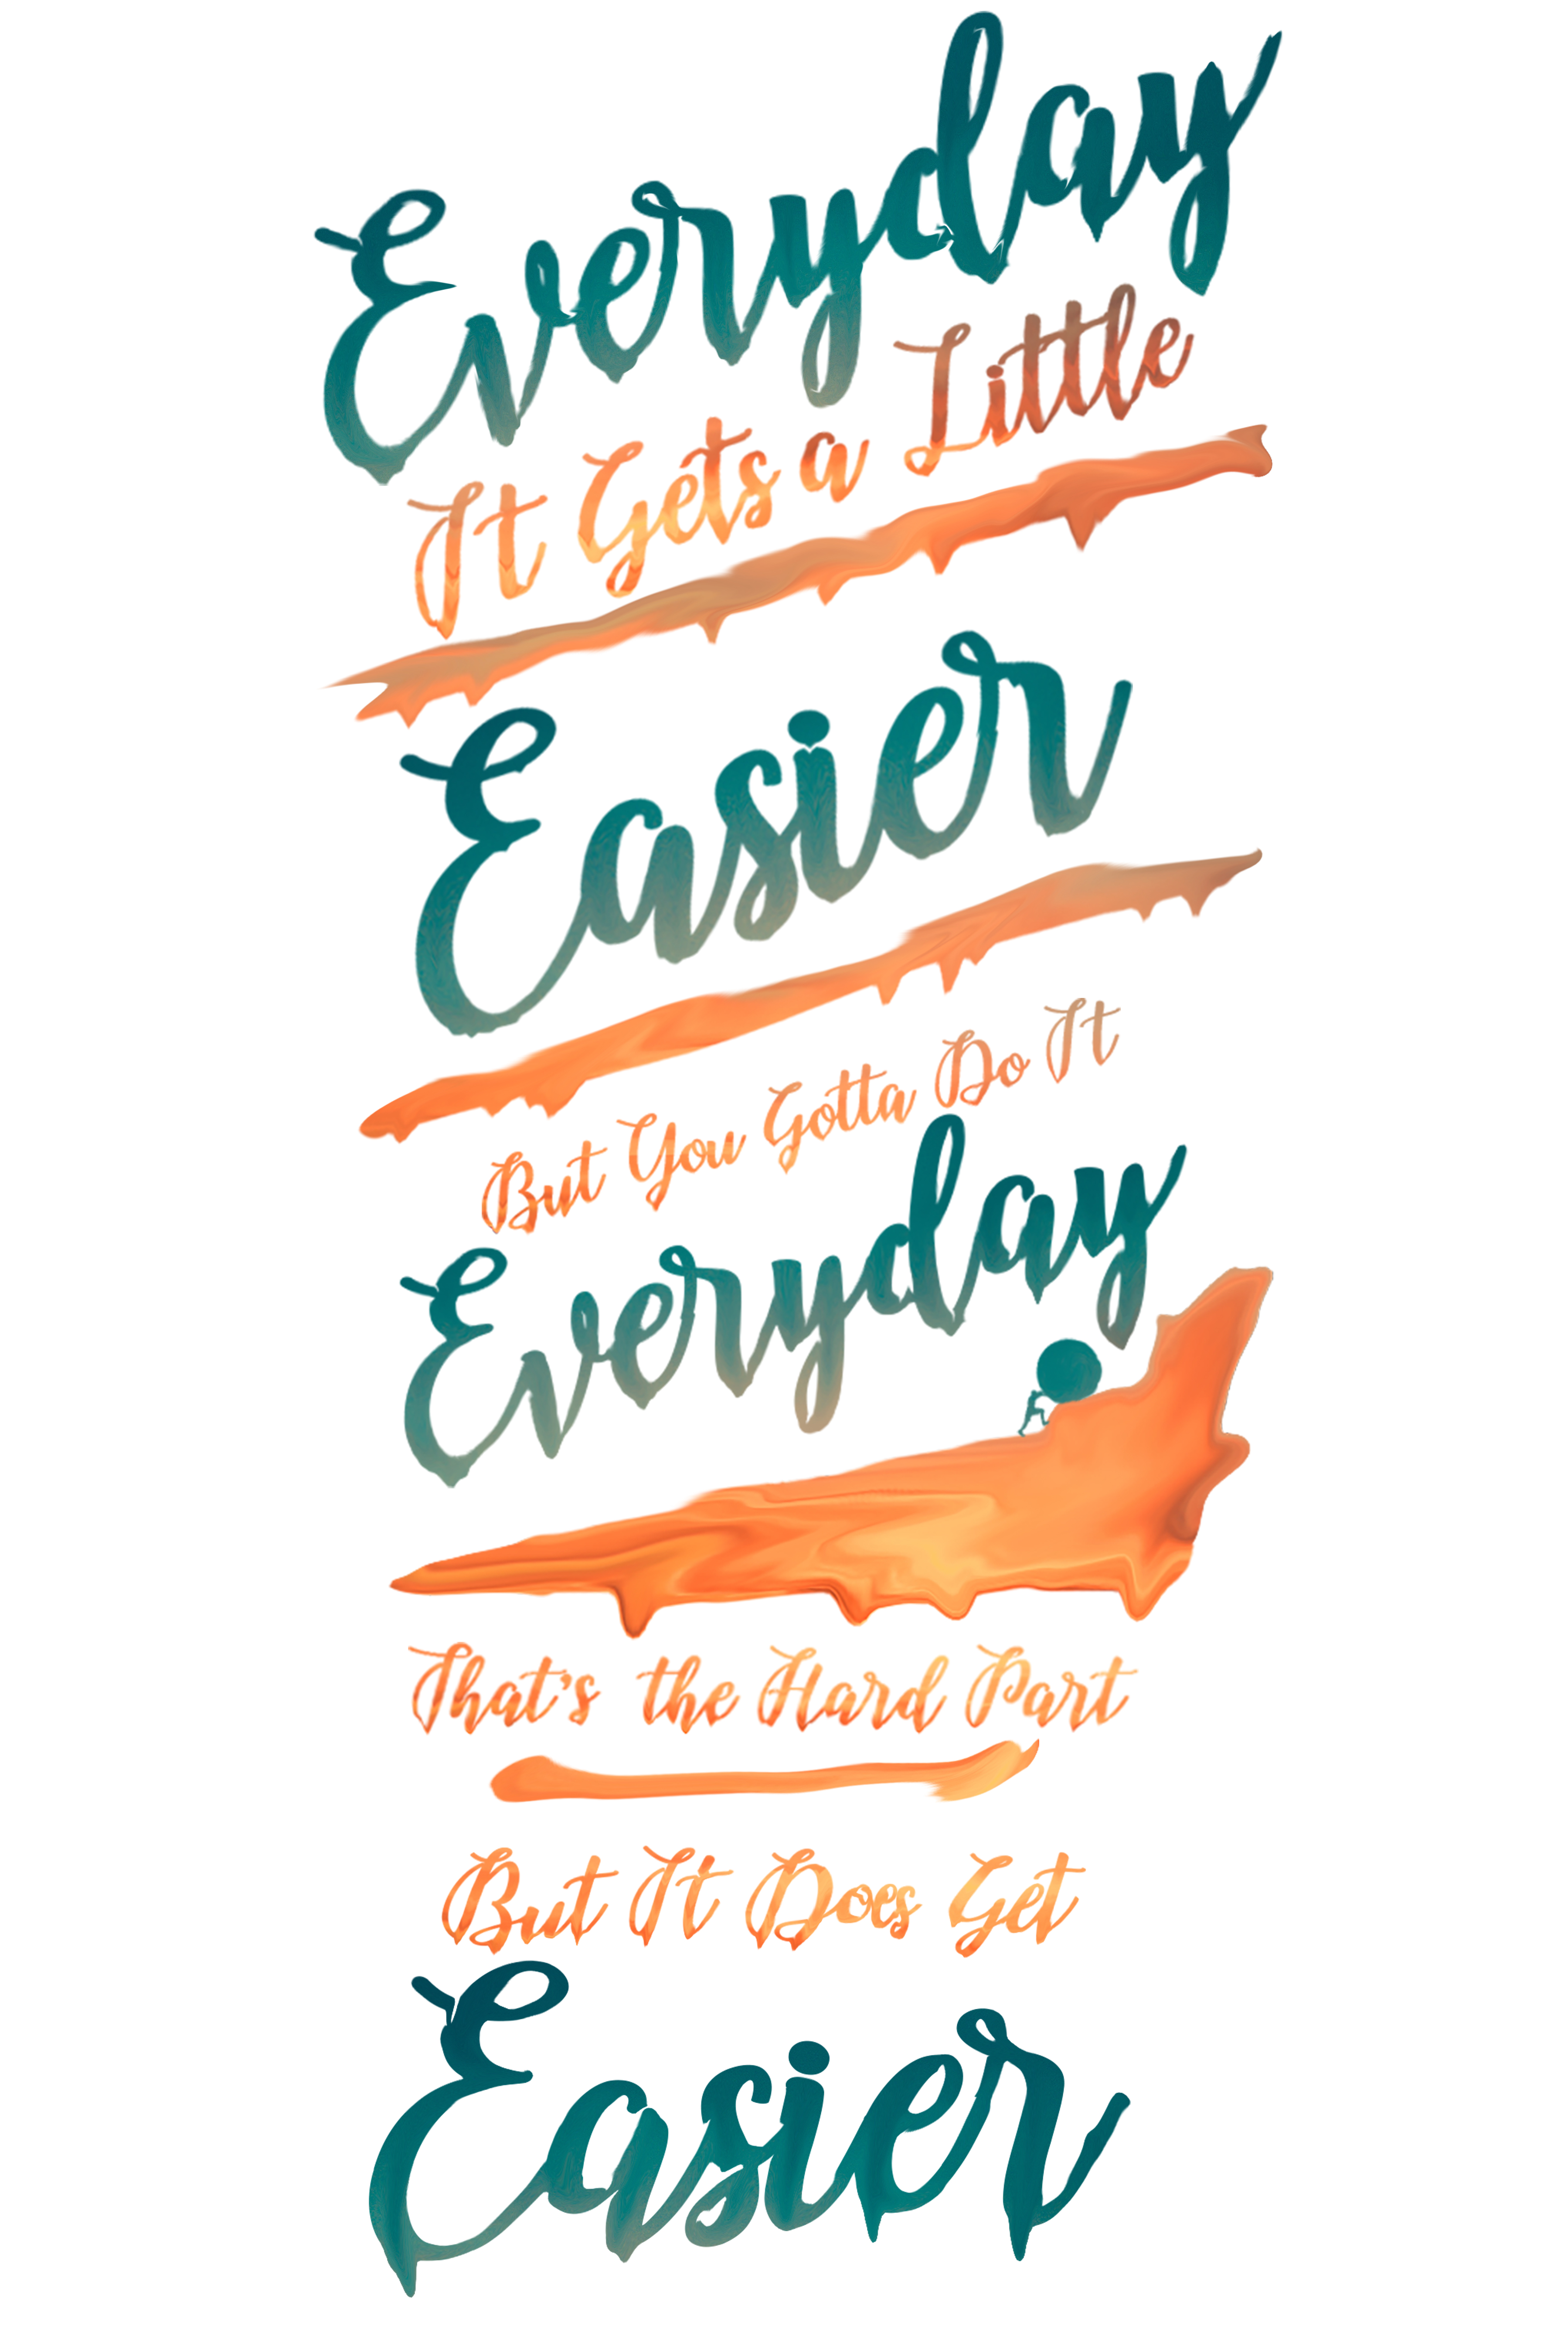 Everyday
It Gets a Little
Easier
But You Gotta Do It
Everyday
That's the Hard Part
But It Does Get
Easier